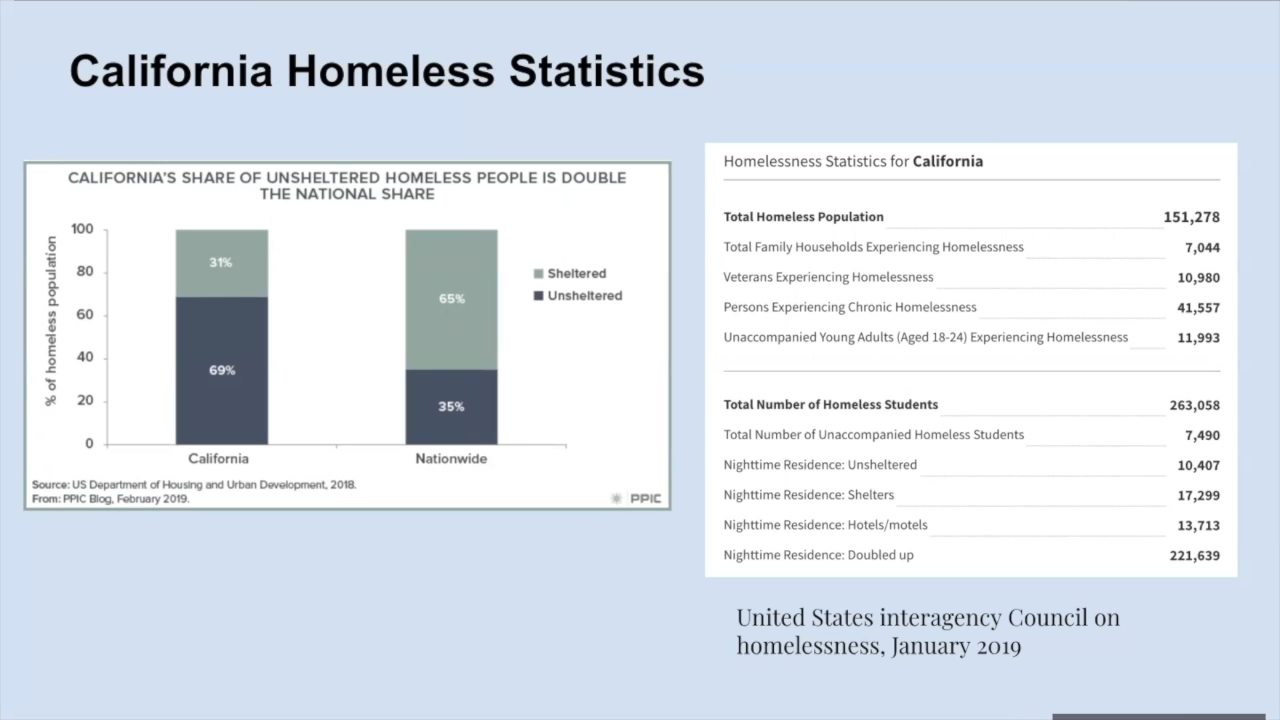 California Homeless Statistics
CALIFORNIA'S SHARE OF UNSHELTERED HOMELESS PEOPLE IS DOUBLE
THE NATIONAL SHARE
% of homeless population
100
80
60
40
20
0
31%
69%
65%
35%
California
Nationwide
Sheltered
Unsheltered
Source: US Department of Housing and Urban Development, 2018.
From: PPIC Blog, February 2019.
PPIC
Homelessness Statistics for California
Total Homeless Population 151,278
Total Family Households Experiencing Homelessness 7,044
Veterans Experiencing Homelessness 10,980
Persons Experiencing Chronic Homelessness 41,557
Unaccompanied Young Adults (Aged 18-24) Experiencing Homelessness 11,993
Total Number of Homeless Students 263,058
Total Number of Unaccompanied Homeless Students 7,490
Nighttime Residence: Unsheltered 10,407
Nighttime Residence: Shelters 17,299
Nighttime Residence: Hotels/motels 13,713
Nighttime Residence: Doubled up 221,639
United States interagency Council on
homelessness, January 2019